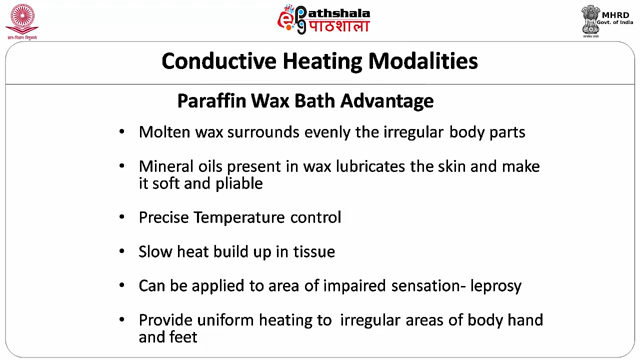 ePathshala
पाठशाला
MHRD
Govt. of India
Conductive Heating Modalities
Paraffin Wax Bath Advantage
• Molten wax surrounds evenly the irregular body parts
• Mineral oils present in wax lubricates the skin and make
it soft and pliable
• Precise Temperature control
• Slow heat build up in tissue
• Can be applied to area of impaired sensation- leprosy
• Provide uniform heating to irregular areas of body hand
and feet